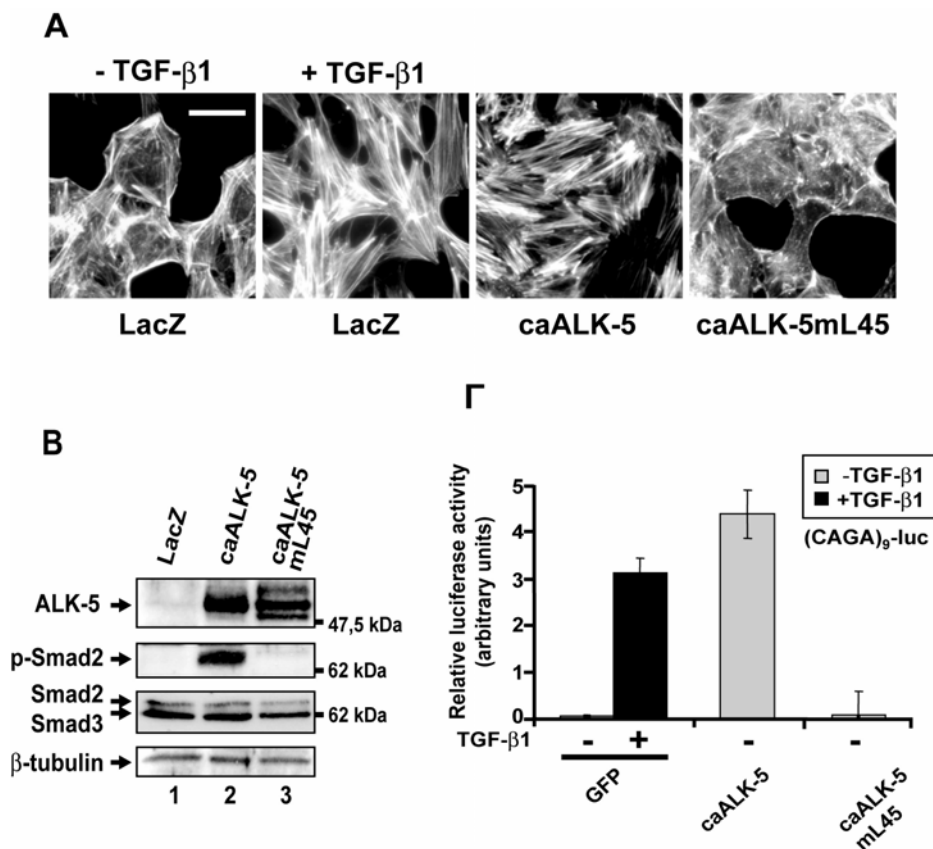 A
- TGF-β1
+ TGF-β1
LacZ
LacZ
caALK-5
caALK-5mL45
B
LacZ
caALK-5
caALK-5
mL45
ALK-5
47,5 kDa
p-Smad2
62 kDa
Smad2
Smad3
62 kDa
β-tubulin
1 2 3
Γ
-TGF-β1
+TGF-β1
(CAGA)₉-luc
Relative luciferase activity
(arbitrary units)
5
4
3
2
1
0
TGF-β1 - + - -
GFP
caALK-5
caALK-5
mL45